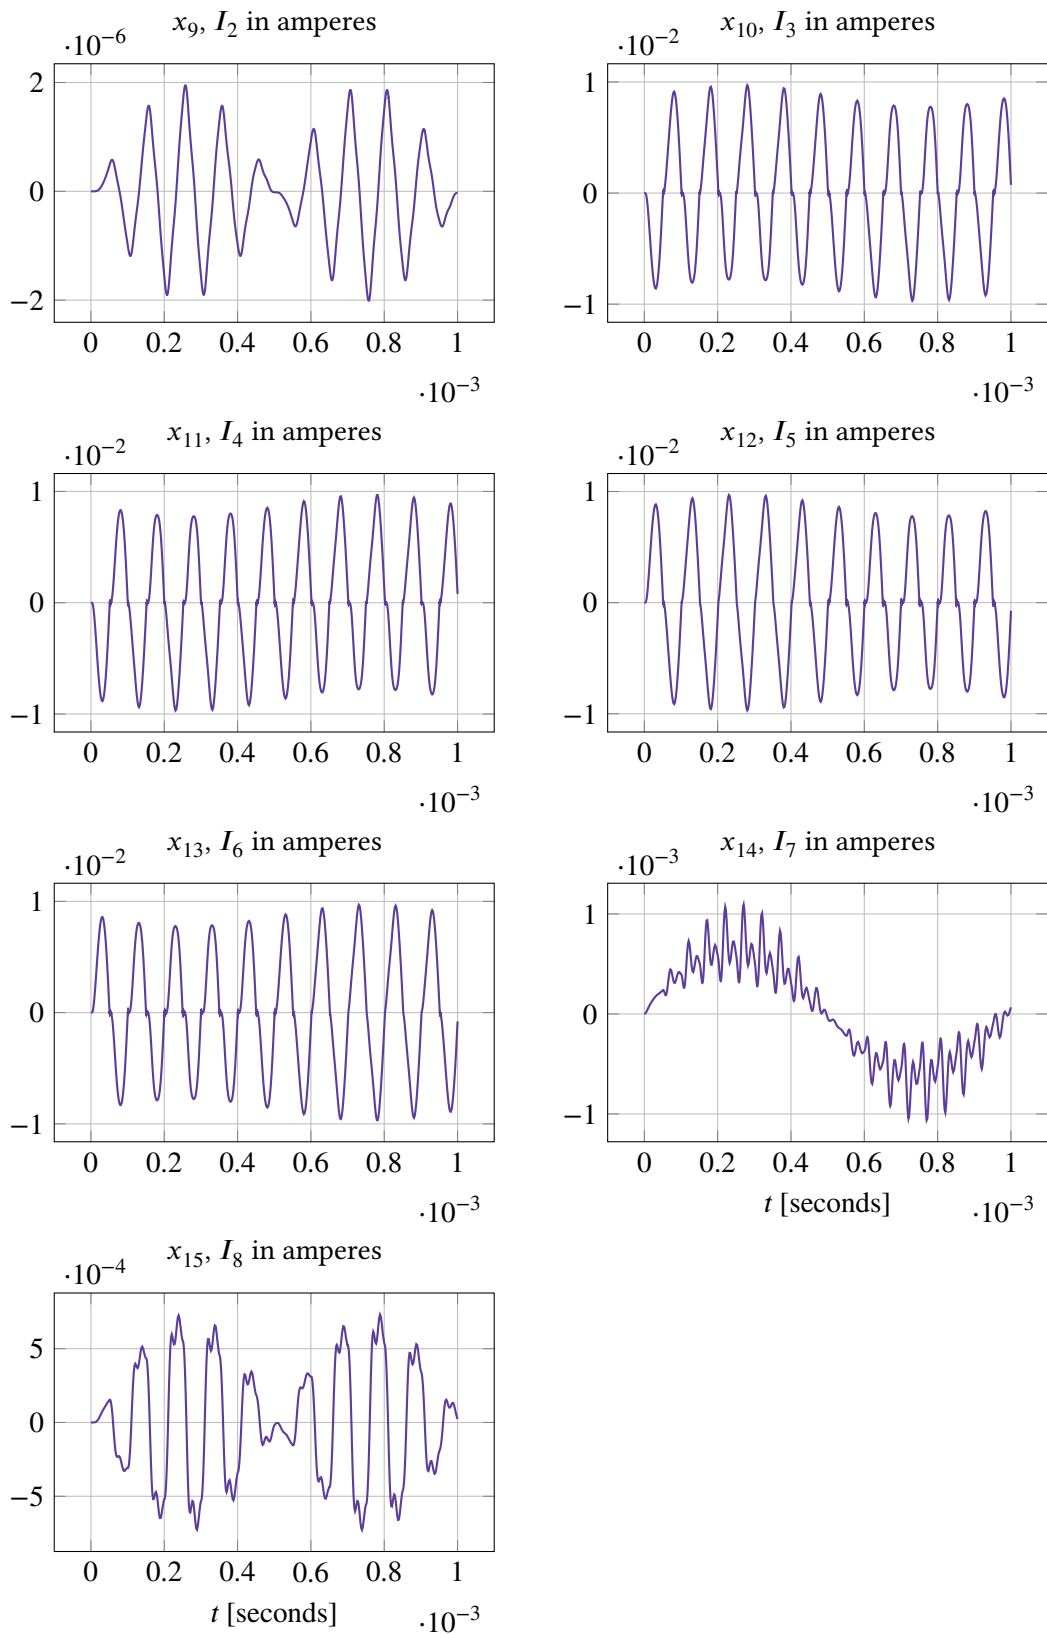 x₉, I₂ in amperes
·10⁻⁶
2
0
−2
0 0.2 0.4 0.6 0.8 1
·10⁻³
x₁₀, I₃ in amperes
·10⁻²
1
0
−1
0 0.2 0.4 0.6 0.8 1
·10⁻³
x₁₁, I₄ in amperes
·10⁻²
1
0
−1
0 0.2 0.4 0.6 0.8 1
·10⁻³
x₁₂, I₅ in amperes
·10⁻²
1
0
−1
0 0.2 0.4 0.6 0.8 1
·10⁻³
x₁₃, I₆ in amperes
·10⁻²
1
0
−1
0 0.2 0.4 0.6 0.8 1
·10⁻³
x₁₄, I₇ in amperes
·10⁻³
1
0
−1
0 0.2 0.4 0.6 0.8 1
t [seconds]
·10⁻³
x₁₅, I₈ in amperes
·10⁻⁴
5
0
−5
0 0.2 0.4 0.6 0.8 1
t [seconds]
·10⁻³